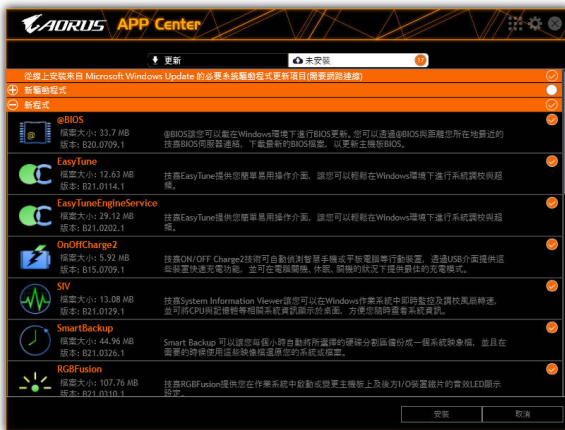 AORUS APP Center
更新
未安裝 17
從線上安裝來自 Microsoft Windows Update 的必要系統驅動程式更新項目(需要網路連線)
新驅動程式
新程式
@BIOS
檔案大小: 33.7 MB
版本: B20.0709.1
@BIOS讓您可以載在Windows環境下進行BIOS更新。您可以透過@BIOS與距離您所在地最近的
技嘉BIOS伺服器連結，下載最新的BIOS檔案，以更新主機板BIOS。
EasyTune
檔案大小: 12.63 MB
版本: B21.0114.1
技嘉EasyTune提供您簡單易用操作介面，讓您可以輕鬆在Windows環境下進行系統調校與超
頻。
EasyTuneEngineService
檔案大小: 29.12 MB
版本: B21.0202.1
技嘉EasyTune提供您簡單易用操作介面，讓您可以輕鬆在Windows環境下進行系統調校與超
頻。
OnOffCharge2
檔案大小: 5.92 MB
版本: B15.0709.1
技嘉ON/OFF Charge2技術可自動偵測智慧手機或平板電腦等行動裝置，透過USB介面提供這
些裝置快速充電功能，並可在電腦關機、休眠、開機的狀況下提供最佳的充電模式。
SIV
檔案大小: 13.08 MB
版本: B21.0129.1
技嘉System Information Viewer讓您可以在Windows作業系統中即時監控及調校風扇轉速，
並可將CPU與記憶體等相關系統資訊顯示於桌面，方便您隨時查看系統資訊。
SmartBackup
檔案大小: 44.96 MB
版本: B21.0326.1
Smart Backup 可以讓您每個小時自動將所選擇的硬碟分割區備份成一個系統映象檔，並且在
需要的時候使用這些映像檔還原您的系統或檔案。
RGBFusion
檔案大小: 107.76 MB
版本: B21.0310.1
技嘉RGBFusion提供您在作業系統中啟動或變更主機板上及後方I/O裝置鐵片的音效LED顯示
設定。
安裝
取消